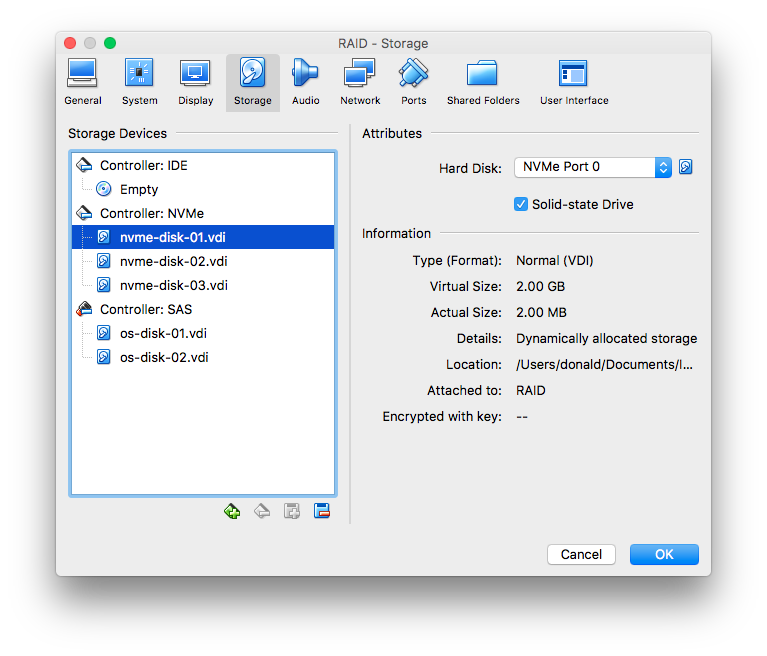 RAID - Storage
General
System
Display
Storage
Audio
Network
Ports
Shared Folders
User Interface
Storage Devices
Controller: IDE
Empty
Controller: NVMe
nvme-disk-01.vdi
nvme-disk-02.vdi
nvme-disk-03.vdi
Controller: SAS
os-disk-01.vdi
os-disk-02.vdi
Attributes
Hard Disk: NVMe Port 0
Solid-state Drive
Information
Type (Format): Normal (VDI)
Virtual Size: 2.00 GB
Actual Size: 2.00 MB
Details: Dynamically allocated storage
Location: /Users/donald/Documents/I...
Attached to: RAID
Encrypted with key: --
Cancel
OK